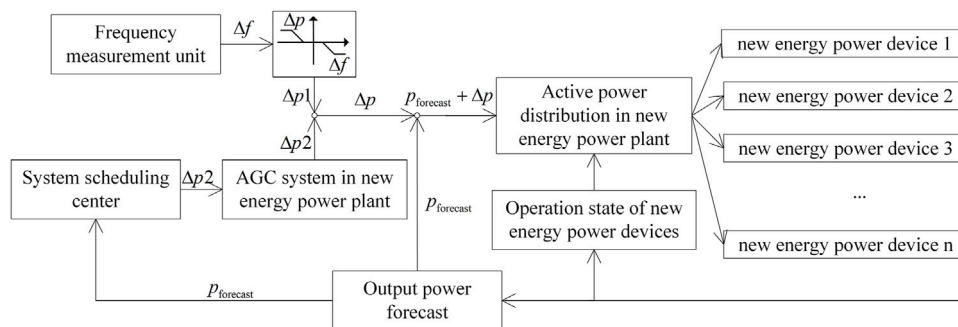 Frequency
measurement unit
Δf
Δp
Δf
Δp1
Δp
p_forecast + Δp
Δp2
System scheduling
center
Δp2
AGC system in new
energy power plant
p_forecast
Active power
distribution in new
energy power plant
Operation state of new
energy power devices
new energy power device 1
new energy power device 2
new energy power device 3
...
new energy power device n
p_forecast
Output power
forecast